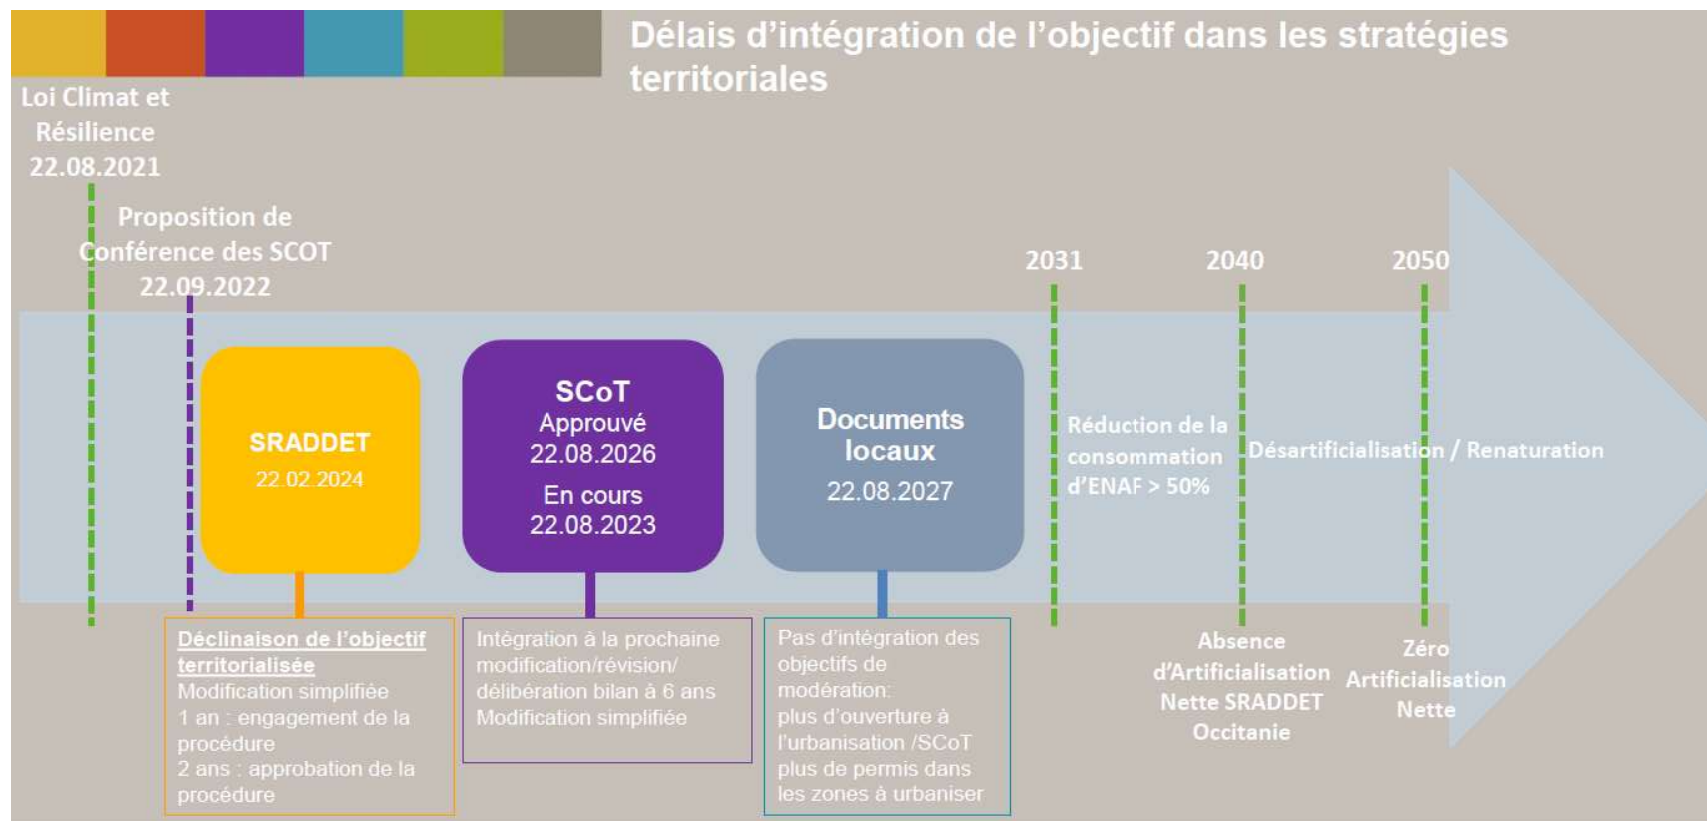 Délais d'intégration de l'objectif dans les stratégies
territoriales
Loi Climat et
Résilience
22.08.2021
Proposition de
Conférence des SCOT
22.09.2022
2031
2040
2050
SRADDET
22.02.2024
SCoT
Approuvé
22.08.2026
En cours
22.08.2023
Documents
locaux
22.08.2027
Réduction de la
consommation
d'ENAF > 50%
Désartificialisation / Renaturation
Déclinaison de l'objectif
territorialisée
Modification simplifiée
1 an : engagement de la
procédure
2 ans : approbation de la
procédure
Intégration à la prochaine
modification/révision/
délibération bilan à 6 ans
Modification simplifiée
Pas d'intégration des
objectifs de
modération:
plus d'ouverture à
l'urbanisation /SCoT
plus de permis dans
les zones à urbaniser
Absence
d'Artificialisation
Nette SRADDET
Occitanie
Zéro
Artificialisation
Nette